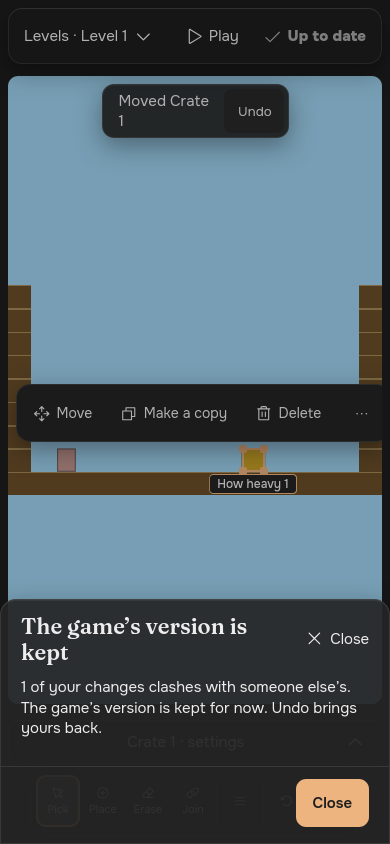 Levels · Level 1
Play
Up to date
Moved Crate
1
Undo
Move
Make a copy
Delete
How heavy 1
The game’s version is
kept
Close
1 of your changes clashes with someone else’s.
The game’s version is kept for now. Undo brings
yours back.
Crate 1 · settings
Pick
Place
Erase
Join
Close